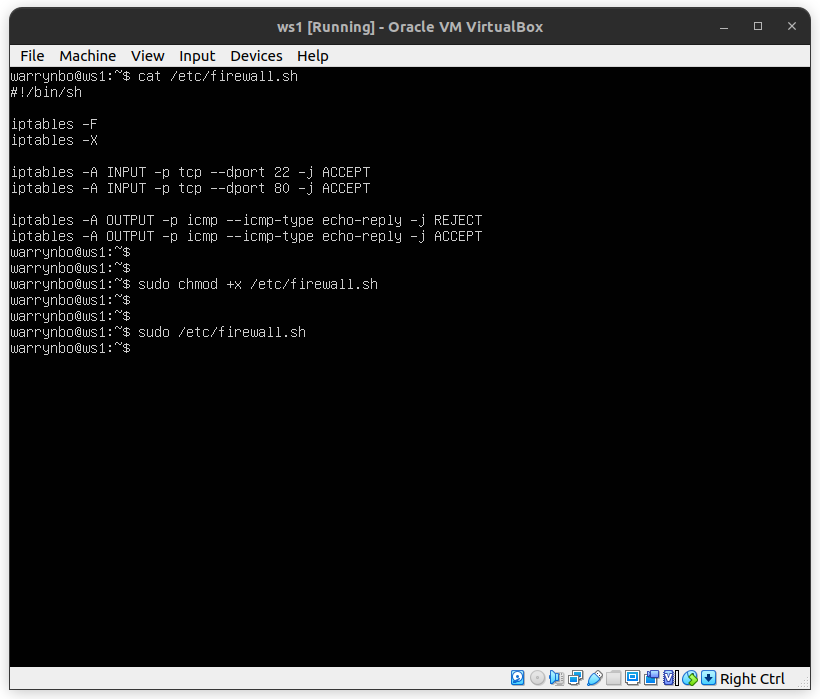 ws1 [Running] - Oracle VM VirtualBox
File Machine View Input Devices Help
warrynbo@ws1:~$ cat /etc/firewall.sh
#!/bin/sh
iptables -F
iptables -X
iptables -A INPUT -p tcp --dport 22 -j ACCEPT
iptables -A INPUT -p tcp --dport 80 -j ACCEPT
iptables -A OUTPUT -p icmp --icmp-type echo-reply -j REJECT
iptables -A OUTPUT -p icmp --icmp-type echo-reply -j ACCEPT
warrynbo@ws1:~$
warrynbo@ws1:~$
warrynbo@ws1:~$ sudo chmod +x /etc/firewall.sh
warrynbo@ws1:~$
warrynbo@ws1:~$
warrynbo@ws1:~$ sudo /etc/firewall.sh
warrynbo@ws1:~$
Right Ctrl